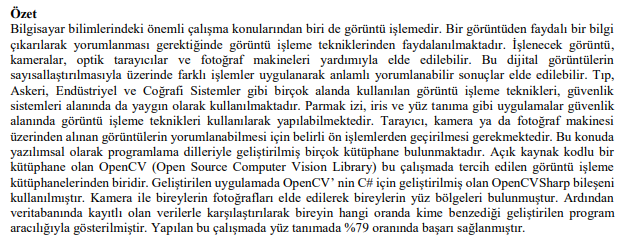 Özet
Bilgisayar bilimlerindeki önemli çalışma konularından biri de görüntü işlemedir. Bir görüntüden faydalı bir bilgi
çıkarılarak yorumlanması gerektiğinde görüntü işleme tekniklerinden faydalanılmaktadır. İşlenecek görüntü,
kameralar, optik tarayıcılar ve fotoğraf makineleri yardımıyla elde edilebilir. Bu dijital görüntülerin
sayısallaştırılmasıyla üzerinde farklı işlemler uygulanarak anlamlı yorumlanabilir sonuçlar elde edilebilir. Tıp,
Askeri, Endüstriyel ve Coğrafi Sistemler gibi birçok alanda kullanılan görüntü işleme teknikleri, güvenlik
sistemleri alanında da yaygın olarak kullanılmaktadır. Parmak izi, iris ve yüz tanıma gibi uygulamalar güvenlik
alanında görüntü işleme teknikleri kullanılarak yapılabilmektedir. Tarayıcı, kamera ya da fotoğraf makinesi
üzerinden alınan görüntülerin yorumlanabilmesi için belirli ön işlemlerden geçirilmesi gerekmektedir. Bu konuda
yazılımsal olarak programlama dilleriyle geliştirilmiş birçok kütüphane bulunmaktadır. Açık kaynak kodlu bir
kütüphane olan OpenCV (Open Source Computer Vision Library) bu çalışmada tercih edilen görüntü işleme
kütüphanelerinden biridir. Geliştirilen uygulamada OpenCV’ nin C# için geliştirilmiş olan OpenCVSharp bileşeni
kullanılmıştır. Kamera ile bireylerin fotoğrafları elde edilerek bireylerin yüz bölgeleri bulunmuştur. Ardından
veritabanında kayıtlı olan verilerle karşılaştırılarak bireyin hangi oranda kime benzediği geliştirilen program
aracılığıyla gösterilmiştir. Yapılan bu çalışmada yüz tanımada %79 oranında başarı sağlanmıştır.